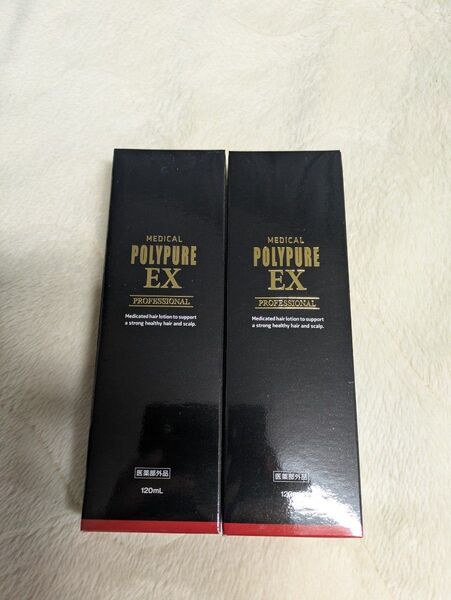 MEDICAL
POLYPURE
EX
PROFESSIONAL
Medicated hair lotion to support
a strong healthy hair and scalp.
医薬部外品
120mL
MEDICAL
POLYPURE
EX
PROFESSIONAL
Medicated hair lotion to support
a strong healthy hair and scalp.
医薬部外品
120mL